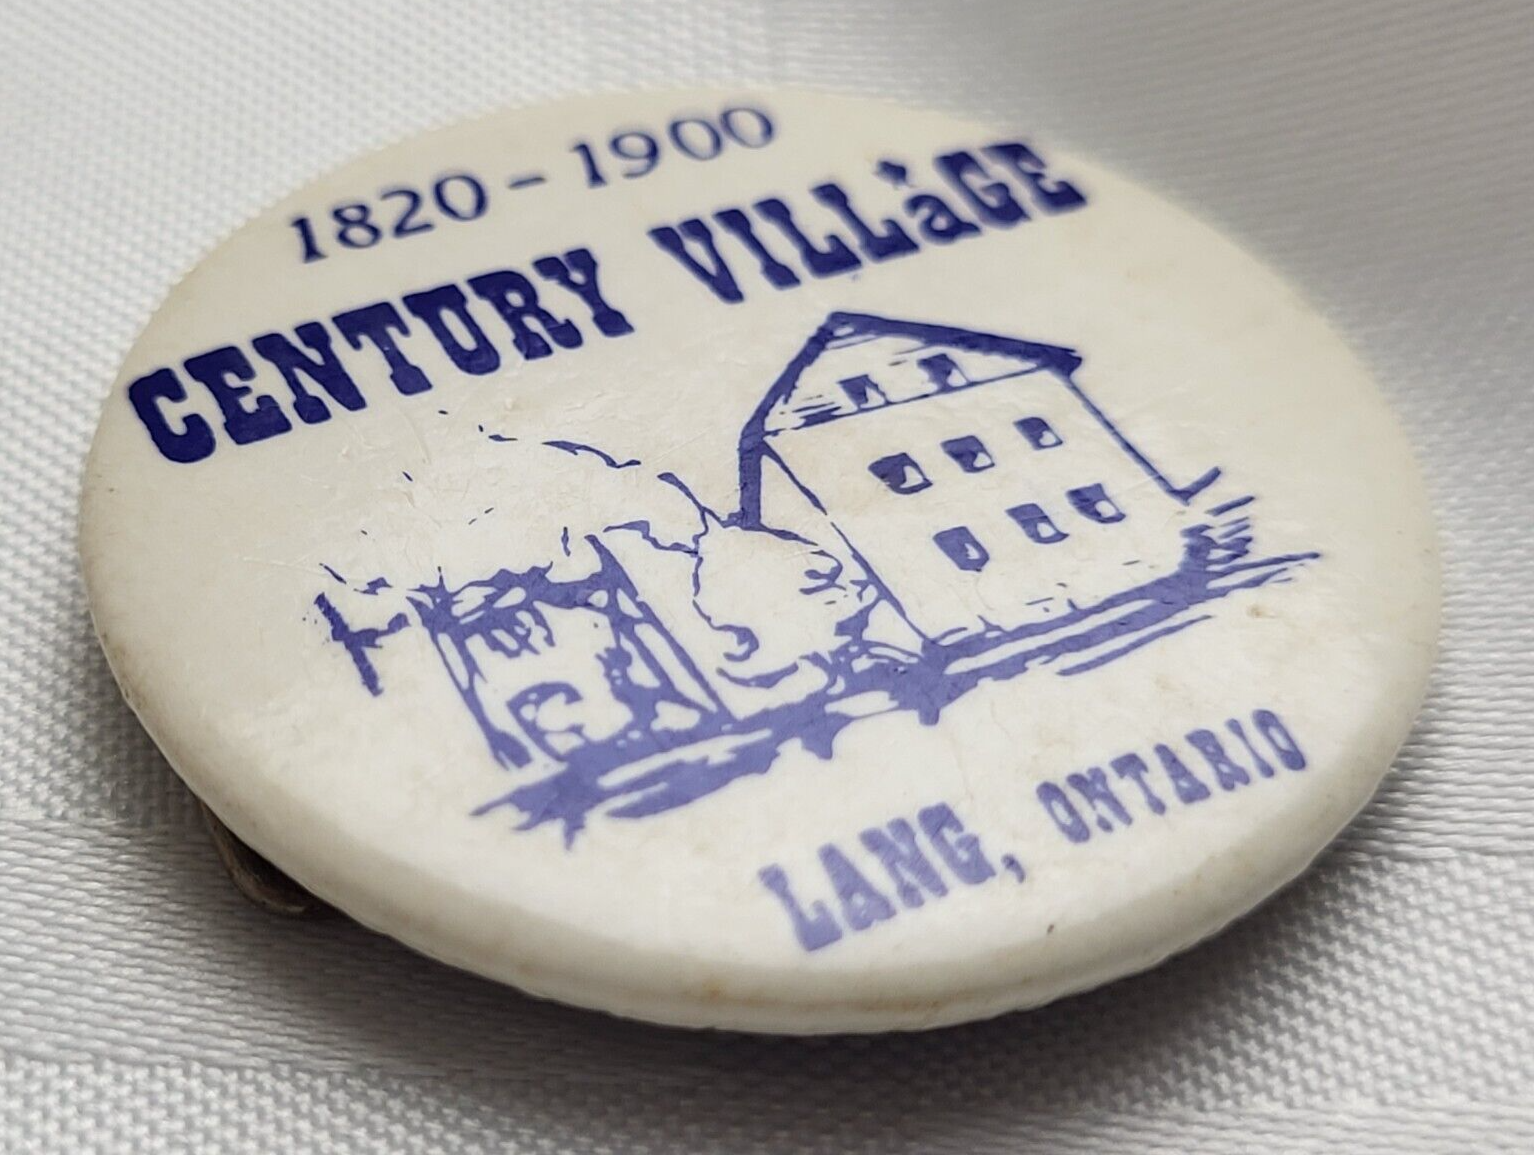 1820 - 1900
CENTURY VILLaGE
LANG, ONTARIO